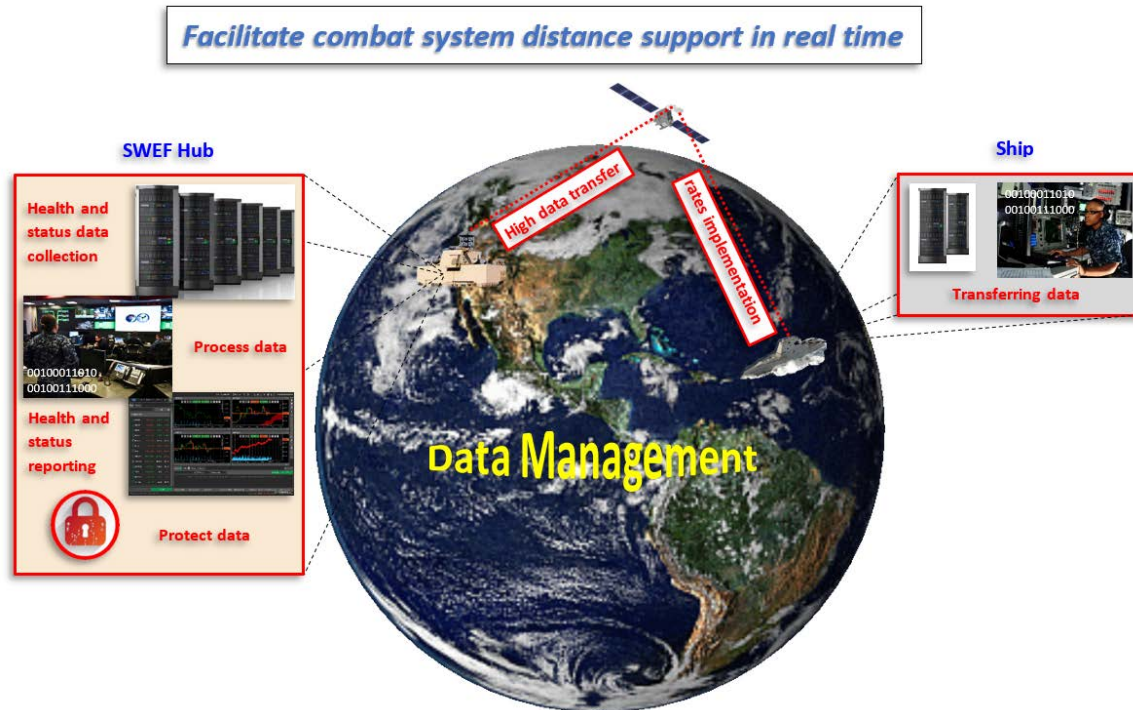 Facilitate combat system distance support in real time
SWEF Hub
Health and
status data
collection
Process data
00100011010
00100111000
Health and
status
reporting
Protect data
High data transfer
rates implementation
Data Management
Ship
00100011010
00100111000
Transferring data